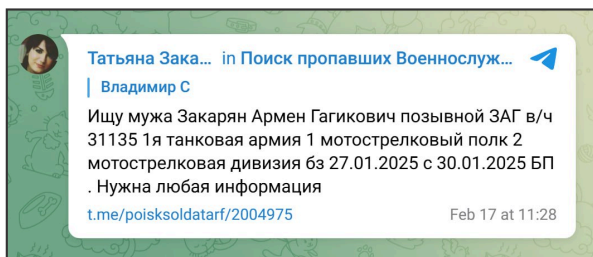 Татьяна Зака... in Поиск пропавших Военнослуж...
Владимир С
Ищу мужа Закарян Армен Гагикович позывной ЗАГ в/ч
31135 1я танковая армия 1 мотострелковый полк 2
мотострелковая дивизия бз 27.01.2025 с 30.01.2025 БП
. Нужна любая информация
t.me/poisksoldatarf/2004975 Feb 17 at 11:28